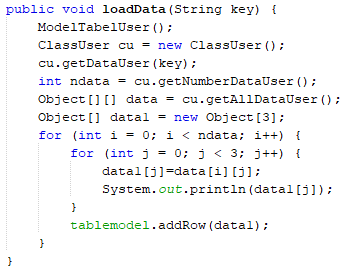 public void loadData(String key) {
    ModelTabelUser();
    ClassUser cu = new ClassUser();
    cu.getDataUser(key);
    int ndata = cu.getNumberDataUser();
    Object[][] data = cu.getAllDataUser();
    Object[] data1 = new Object[3];
    for (int i = 0; i < ndata; i++) {
        for (int j = 0; j < 3; j++) {
            data1[j]=data[i][j];
            System.out.println(data1[j]);
        }
        tablemodel.addRow(data1);
    }
}